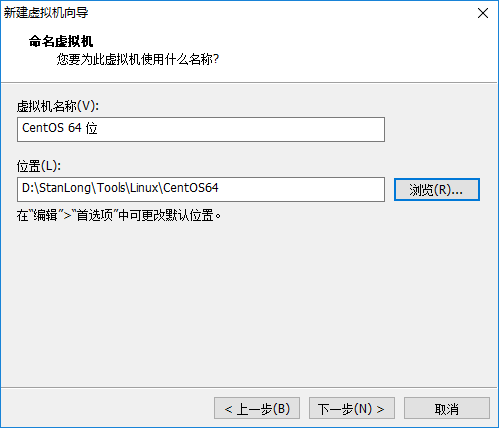 新建虚拟机向导
命名虚拟机
您要为此虚拟机使用什么名称?
虚拟机名称(V):
CentOS 64 位
位置(L):
D:\StanLong\Tools\Linux\CentOS64
浏览(R)...
在“编辑”>“首选项”中可更改默认位置。
< 上一步(B)
下一步(N) >
取消